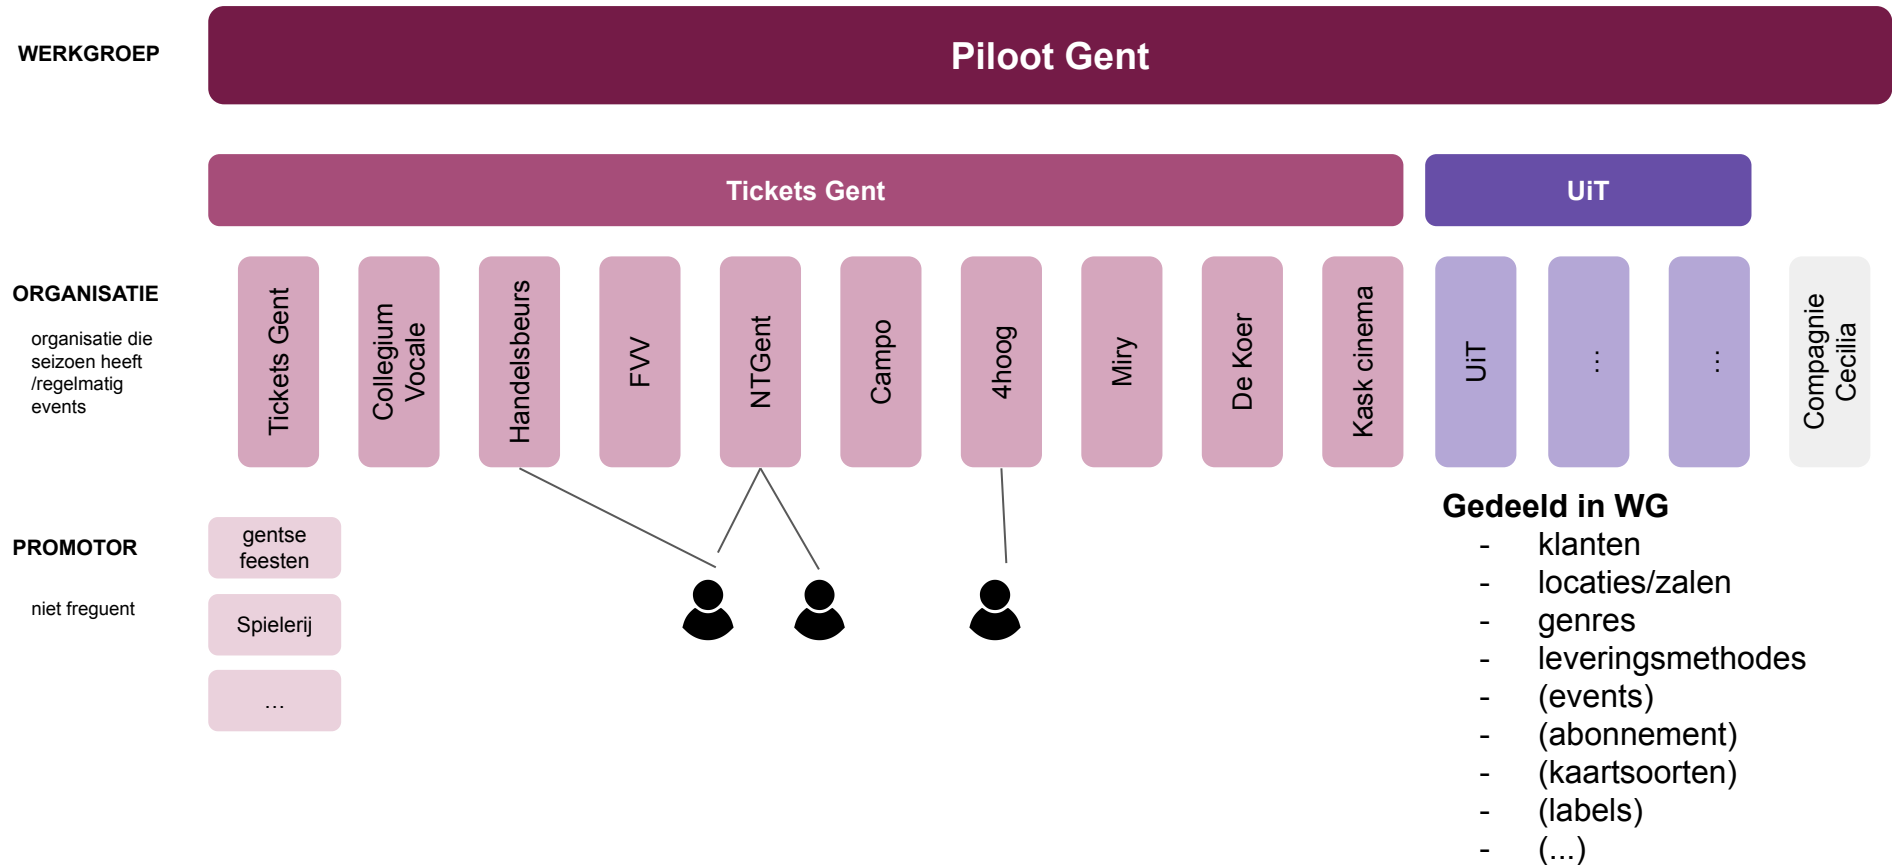 WERKGROEP
Piloot Gent
Tickets Gent
UiT
ORGANISATIE
organisatie die
seizoen heeft
/regelmatig
events
Tickets Gent
Collegium
Vocale
Handelsbeurs
FVV
NTGent
Campo
4hoog
Miry
De Koer
Kask cinema
UiT
...
...
Compagnie
Cecilia
PROMOTOR
niet freguent
gentse
feesten
Spielerij
...
Gedeeld in WG
- klanten
- locaties/zalen
- genres
- leveringsmethodes
- (events)
- (abonnement)
- (kaartsoorten)
- (labels)
- (...)